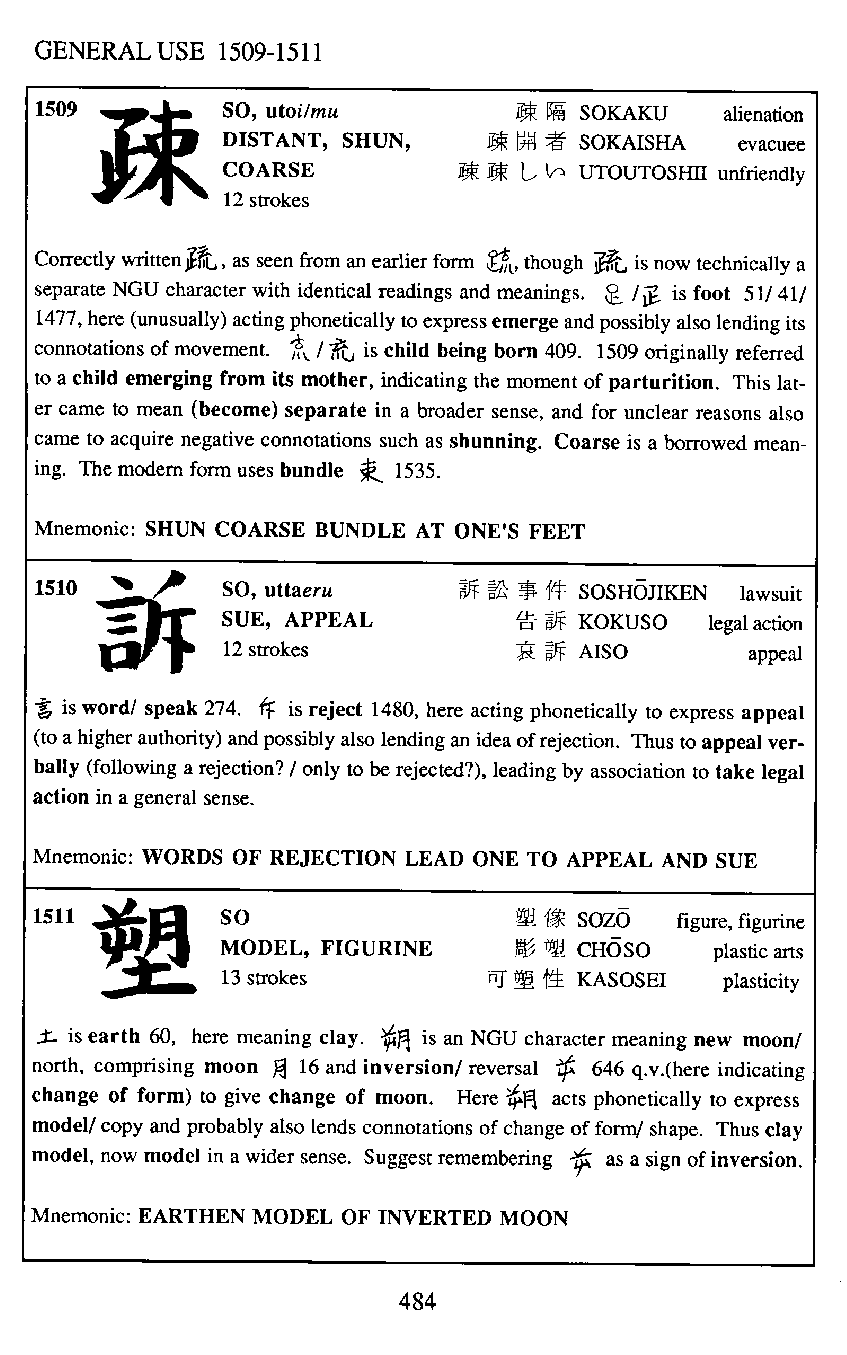 GENERAL USE 1509-1511
1509 疎 SO, utoi/mu 疎隔 SOKAKU alienation
DISTANT, SHUN, 疎開者 SOKAISHA evacuee
COARSE 疎疎しい UTOUTOSHII unfriendly
12 strokes
Correctly written 疏, as seen from an earlier form , though 疏 is now technically a
separate NGU character with identical readings and meanings. / is foot 51/ 41/
1477, here (unusually) acting phonetically to express emerge and possibly also lending its
connotations of movement. / 㐬 is child being born 409. 1509 originally referred
to a child emerging from its mother, indicating the moment of parturition. This lat-
er came to mean (become) separate in a broader sense, and for unclear reasons also
came to acquire negative connotations such as shunning. Coarse is a borrowed mean-
ing. The modern form uses bundle 束 1535.
Mnemonic: SHUN COARSE BUNDLE AT ONE'S FEET
1510 訴 SO, uttaeru 訴訟事件 SOSHŌJIKEN lawsuit
SUE, APPEAL 告訴 KOKUSO legal action
12 strokes 哀訴 AISO appeal
言 is word/ speak 274. 斥 is reject 1480, here acting phonetically to express appeal
(to a higher authority) and possibly also lending an idea of rejection. Thus to appeal ver-
bally (following a rejection? / only to be rejected?), leading by association to take legal
action in a general sense.
Mnemonic: WORDS OF REJECTION LEAD ONE TO APPEAL AND SUE
1511 塑 SO 塑像 SOZŌ figure, figurine
MODEL, FIGURINE 彫塑 CHŌSO plastic arts
13 strokes 可塑性 KASOSEI plasticity
土 is earth 60, here meaning clay. 朔 is an NGU character meaning new moon/
north, comprising moon 月 16 and inversion/ reversal 屰 646 q.v.(here indicating
change of form) to give change of moon. Here 朔 acts phonetically to express
model/ copy and probably also lends connotations of change of form/ shape. Thus clay
model, now model in a wider sense. Suggest remembering 屰 as a sign of inversion.
Mnemonic: EARTHEN MODEL OF INVERTED MOON
484